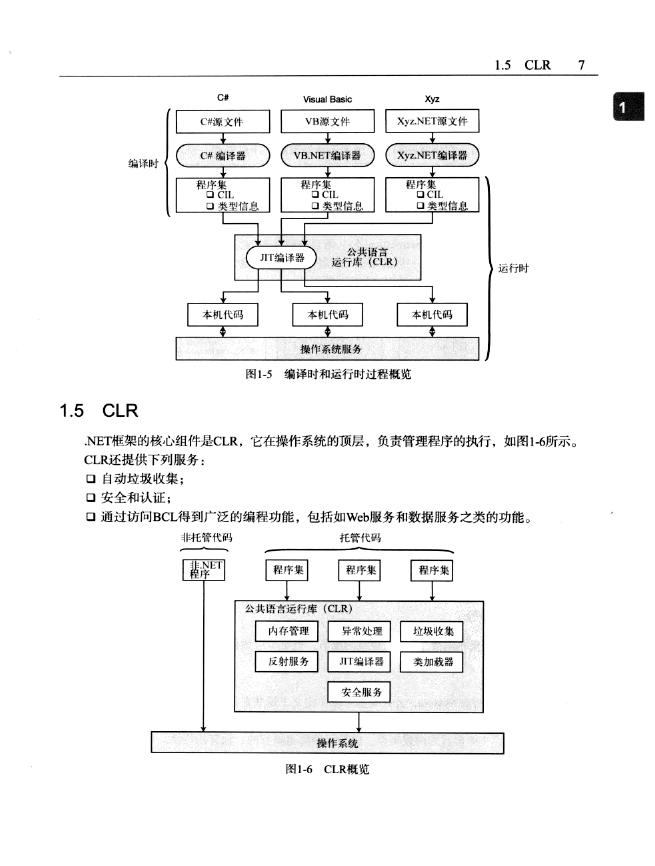 1.5 CLR 7
1
C# Visual Basic Xyz
C#源文件 VB源文件 Xyz.NET源文件
编译时 C# 编译器 VB.NET编译器 Xyz.NET编译器
程序集 程序集 程序集
❑ CIL ❑ CIL ❑ CIL
❑ 类型信息 ❑ 类型信息 ❑ 类型信息
JIT编译器 公共语言
运行库（CLR）
运行时
本机代码 本机代码 本机代码
操作系统服务
图1-5 编译时和运行时过程概览
1.5 CLR
.NET框架的核心组件是CLR，它在操作系统的顶层，负责管理程序的执行，如图1-6所示。
CLR还提供下列服务：
❑ 自动垃圾收集；
❑ 安全和认证；
❑ 通过访问BCL得到广泛的编程功能，包括如Web服务和数据服务之类的功能。
非托管代码 托管代码
非.NET
程序 程序集 程序集 程序集
公共语言运行库（CLR）
内存管理 异常处理 垃圾收集
反射服务 JIT编译器 类加载器
安全服务
操作系统
图1-6 CLR概览